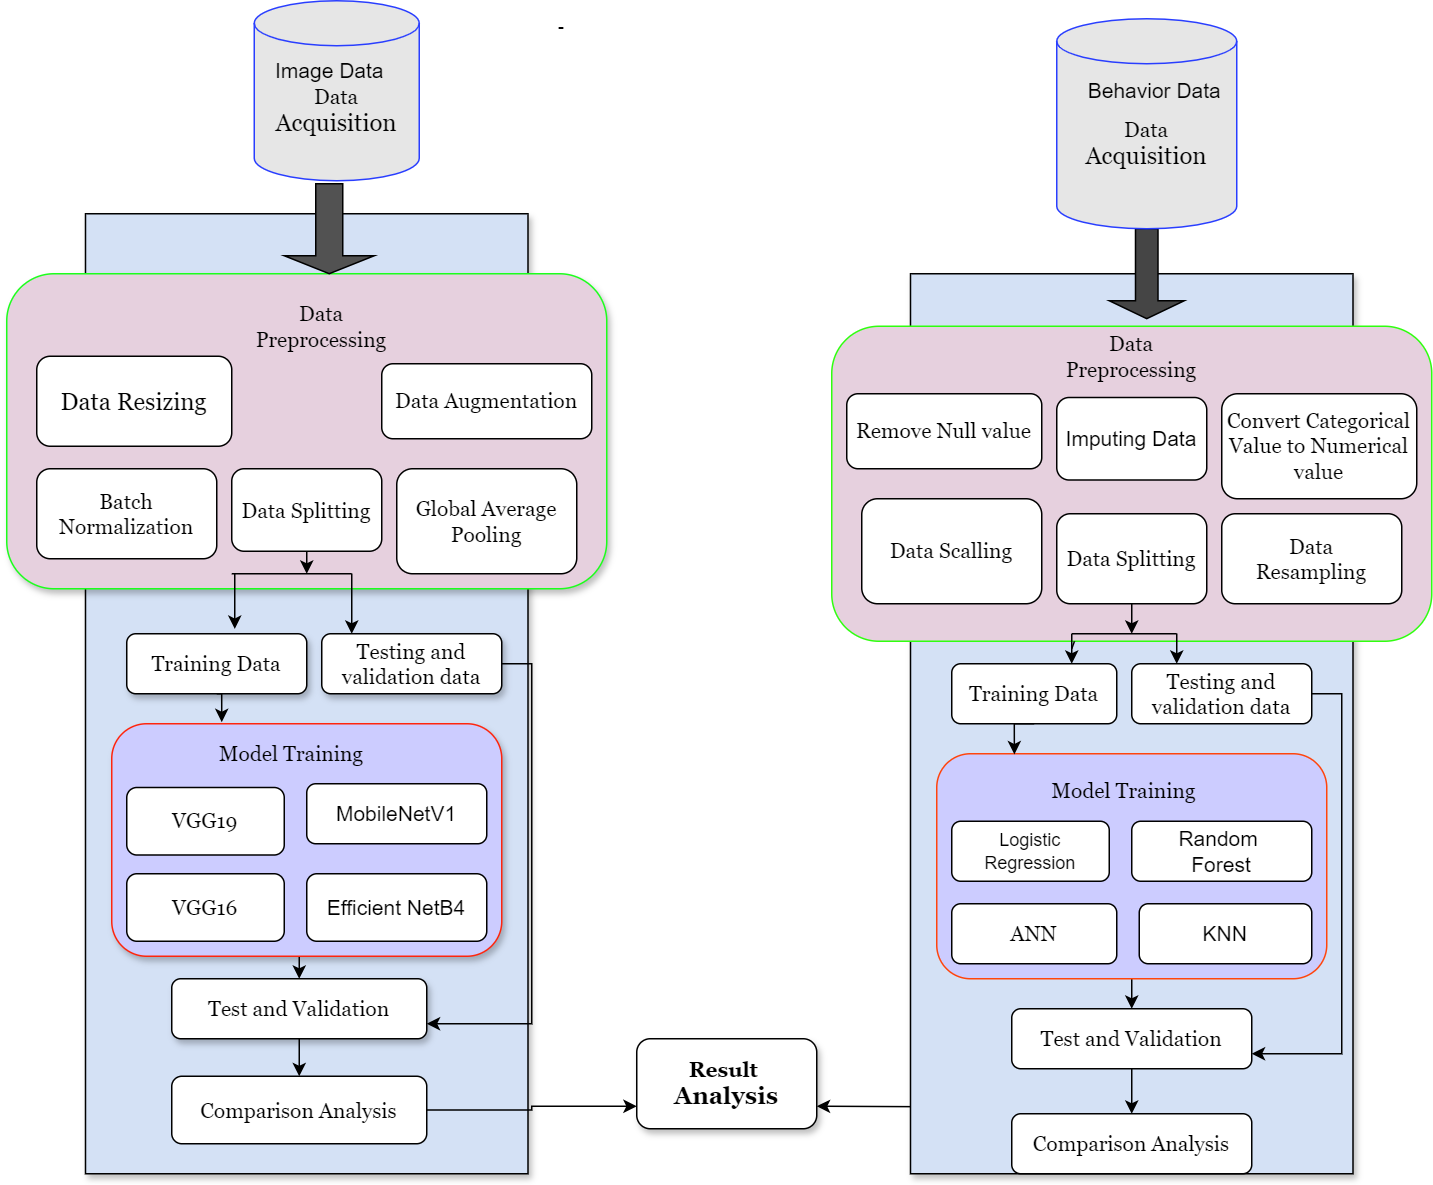 -
Image Data
Data
Acquisition
Data
Preprocessing
Data Resizing
Data Augmentation
Batch
Normalization
Data Splitting
Global Average
Pooling
Training Data
Testing and
validation data
Model Training
VGG19
MobileNetV1
VGG16
Efficient NetB4
Test and Validation
Comparison Analysis
Behavior Data
Data
Acquisition
Data
Preprocessing
Remove Null value
Imputing Data
Convert Categorical
Value to Numerical
value
Data Scalling
Data Splitting
Data
Resampling
Training Data
Testing and
validation data
Model Training
Logistic
Regression
Random
Forest
ANN
KNN
Test and Validation
Comparison Analysis
Result
Analysis